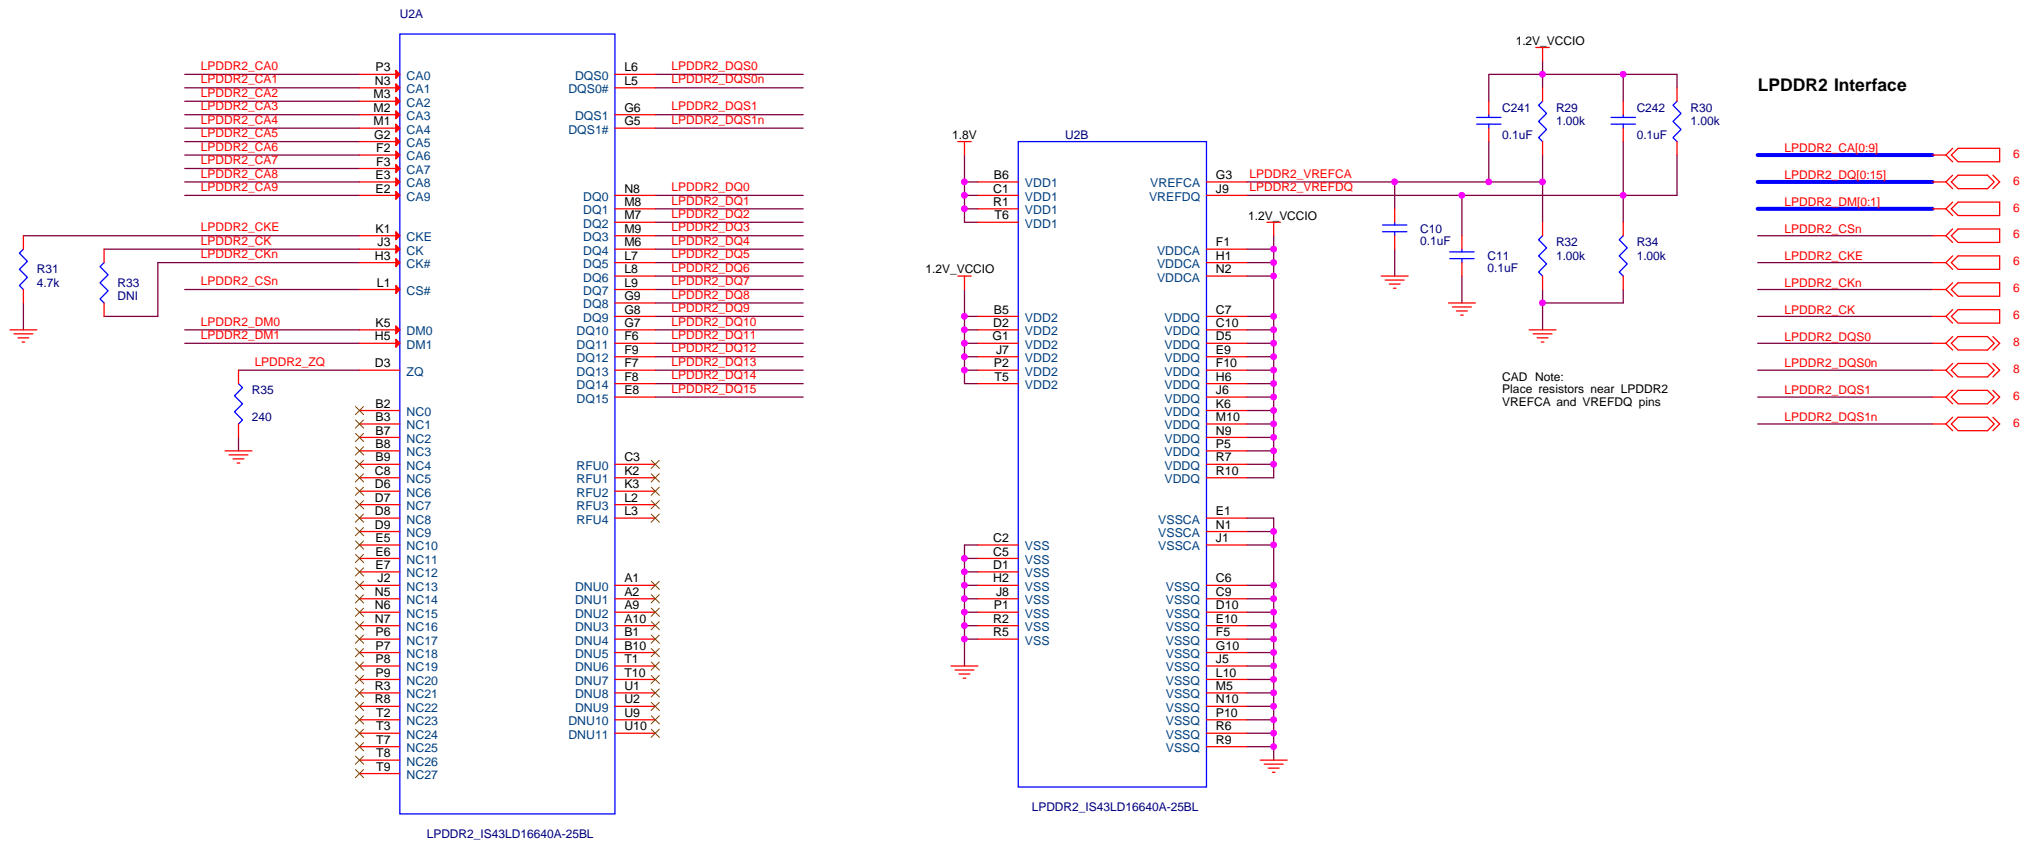 U2A
LPDDR2_CA0 P3 CA0
LPDDR2_CA1 N3 CA1
LPDDR2_CA2 M3 CA2
LPDDR2_CA3 M2 CA3
LPDDR2_CA4 M1 CA4
LPDDR2_CA5 G2 CA5
LPDDR2_CA6 F2 CA6
LPDDR2_CA7 F3 CA7
LPDDR2_CA8 E3 CA8
LPDDR2_CA9 E2 CA9
LPDDR2_CKE K1 CKE
LPDDR2_CK J3 CK
LPDDR2_CKn H3 CK#
R31
4.7k
R33
DNI
LPDDR2_CSn L1 CS#
LPDDR2_DM0 K5 DM0
LPDDR2_DM1 H5 DM1
LPDDR2_ZQ D3 ZQ
R35
240
B2 NC0
B3 NC1
B7 NC2
B8 NC3
B9 NC4
C8 NC5
D6 NC6
D7 NC7
D8 NC8
D9 NC9
E5 NC10
E6 NC11
E7 NC12
J2 NC13
N5 NC14
N6 NC15
N7 NC16
P6 NC17
P7 NC18
P8 NC19
P9 NC20
R3 NC21
R8 NC22
T2 NC23
T3 NC24
T7 NC25
T8 NC26
T9 NC27
DQS0 L6 LPDDR2_DQS0
DQS0# L5 LPDDR2_DQS0n
DQS1 G6 LPDDR2_DQS1
DQS1# G5 LPDDR2_DQS1n
DQ0 N8 LPDDR2_DQ0
DQ1 M8 LPDDR2_DQ1
DQ2 M7 LPDDR2_DQ2
DQ3 M9 LPDDR2_DQ3
DQ4 M6 LPDDR2_DQ4
DQ5 L7 LPDDR2_DQ5
DQ6 L8 LPDDR2_DQ6
DQ7 L9 LPDDR2_DQ7
DQ8 G9 LPDDR2_DQ8
DQ9 G8 LPDDR2_DQ9
DQ10 G7 LPDDR2_DQ10
DQ11 F6 LPDDR2_DQ11
DQ12 F9 LPDDR2_DQ12
DQ13 F7 LPDDR2_DQ13
DQ14 F8 LPDDR2_DQ14
DQ15 E8 LPDDR2_DQ15
RFU0 C3
RFU1 K2
RFU2 K3
RFU3 L2
RFU4 L3
DNU0 A1
DNU1 A2
DNU2 A9
DNU3 A10
DNU4 B1
DNU5 B10
DNU6 T1
DNU7 T10
DNU8 U1
DNU9 U2
DNU10 U9
DNU11 U10
LPDDR2_IS43LD16640A-25BL
U2B
1.8V
B6 VDD1
C1 VDD1
R1 VDD1
T6 VDD1
1.2V_VCCIO
B5 VDD2
D2 VDD2
G1 VDD2
J7 VDD2
P2 VDD2
T5 VDD2
C2 VSS
C5 VSS
D1 VSS
H2 VSS
J8 VSS
P1 VSS
R2 VSS
R5 VSS
VREFCA G3 LPDDR2_VREFCA
VREFDQ J9 LPDDR2_VREFDQ
1.2V_VCCIO
VDDCA F1
VDDCA H1
VDDCA N2
VDDQ C7
VDDQ C10
VDDQ D5
VDDQ E9
VDDQ F10
VDDQ H6
VDDQ J6
VDDQ K6
VDDQ M10
VDDQ N9
VDDQ P5
VDDQ R7
VDDQ R10
VSSCA E1
VSSCA N1
VSSCA J1
VSSQ C6
VSSQ C9
VSSQ D10
VSSQ E10
VSSQ F5
VSSQ G10
VSSQ J5
VSSQ L10
VSSQ M5
VSSQ N10
VSSQ P10
VSSQ R6
VSSQ R9
LPDDR2_IS43LD16640A-25BL
1.2V_VCCIO
C241
0.1uF
R29
1.00k
C242
0.1uF
R30
1.00k
C10
0.1uF
C11
0.1uF
R32
1.00k
R34
1.00k
CAD Note:
Place resistors near LPDDR2
VREFCA and VREFDQ pins
LPDDR2 Interface
LPDDR2_CA[0:9] 6
LPDDR2_DQ[0:15] 6
LPDDR2_DM[0:1] 6
LPDDR2_CSn 6
LPDDR2_CKE 6
LPDDR2_CKn 6
LPDDR2_CK 6
LPDDR2_DQS0 8
LPDDR2_DQS0n 8
LPDDR2_DQS1 6
LPDDR2_DQS1n 6